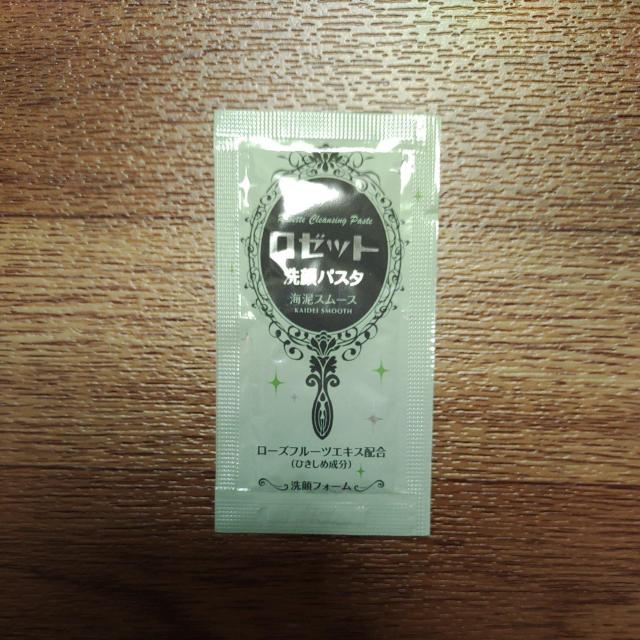 Rosette Cleansing Paste
ロゼット
洗顔パスタ
海泥スムース
KAIDEI SMOOTH
ローズフルーツエキス配合
(ひきしめ成分)
洗顔フォーム